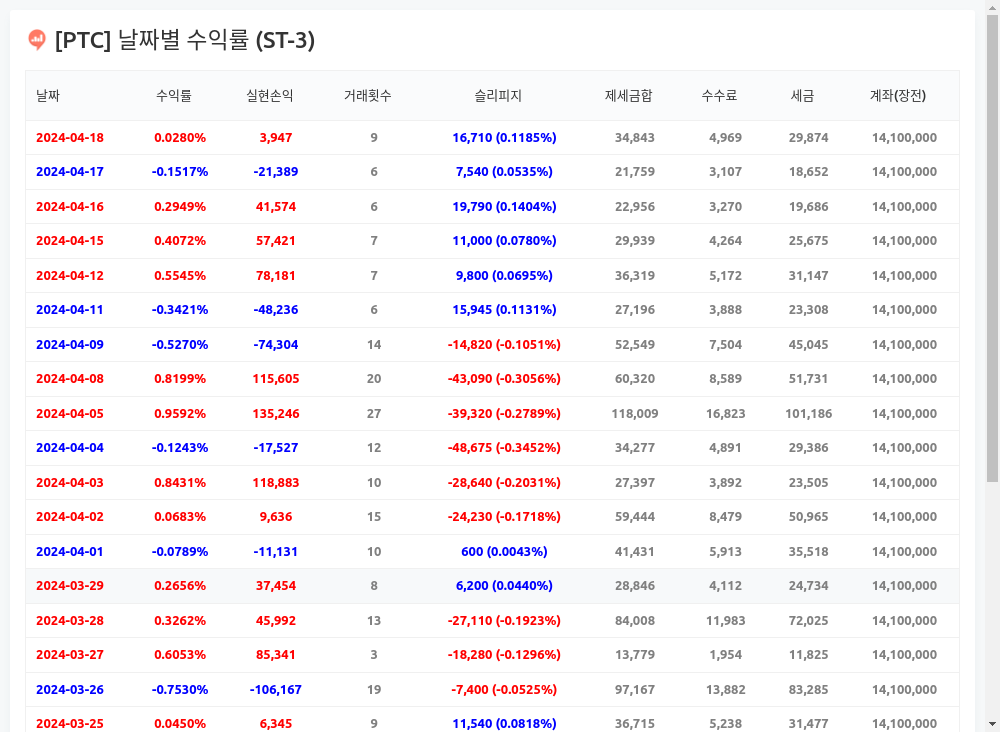 [PTC] 날짜별 수익률 (ST-3)
날짜 수익률 실현손익 거래횟수 슬리피지 제세금합 수수료 세금 계좌(장전)
2024-04-18 0.0280% 3,947 9 16,710 (0.1185%) 34,843 4,969 29,874 14,100,000
2024-04-17 -0.1517% -21,389 6 7,540 (0.0535%) 21,759 3,107 18,652 14,100,000
2024-04-16 0.2949% 41,574 6 19,790 (0.1404%) 22,956 3,270 19,686 14,100,000
2024-04-15 0.4072% 57,421 7 11,000 (0.0780%) 29,939 4,264 25,675 14,100,000
2024-04-12 0.5545% 78,181 7 9,800 (0.0695%) 36,319 5,172 31,147 14,100,000
2024-04-11 -0.3421% -48,236 6 15,945 (0.1131%) 27,196 3,888 23,308 14,100,000
2024-04-09 -0.5270% -74,304 14 -14,820 (-0.1051%) 52,549 7,504 45,045 14,100,000
2024-04-08 0.8199% 115,605 20 -43,090 (-0.3056%) 60,320 8,589 51,731 14,100,000
2024-04-05 0.9592% 135,246 27 -39,320 (-0.2789%) 118,009 16,823 101,186 14,100,000
2024-04-04 -0.1243% -17,527 12 -48,675 (-0.3452%) 34,277 4,891 29,386 14,100,000
2024-04-03 0.8431% 118,883 10 -28,640 (-0.2031%) 27,397 3,892 23,505 14,100,000
2024-04-02 0.0683% 9,636 15 -24,230 (-0.1718%) 59,444 8,479 50,965 14,100,000
2024-04-01 -0.0789% -11,131 10 600 (0.0043%) 41,431 5,913 35,518 14,100,000
2024-03-29 0.2656% 37,454 8 6,200 (0.0440%) 28,846 4,112 24,734 14,100,000
2024-03-28 0.3262% 45,992 13 -27,110 (-0.1923%) 84,008 11,983 72,025 14,100,000
2024-03-27 0.6053% 85,341 3 -18,280 (-0.1296%) 13,779 1,954 11,825 14,100,000
2024-03-26 -0.7530% -106,167 19 -7,400 (-0.0525%) 97,167 13,882 83,285 14,100,000
2024-03-25 0.0450% 6,345 9 11,540 (0.0818%) 36,715 5,238 31,477 14,100,000